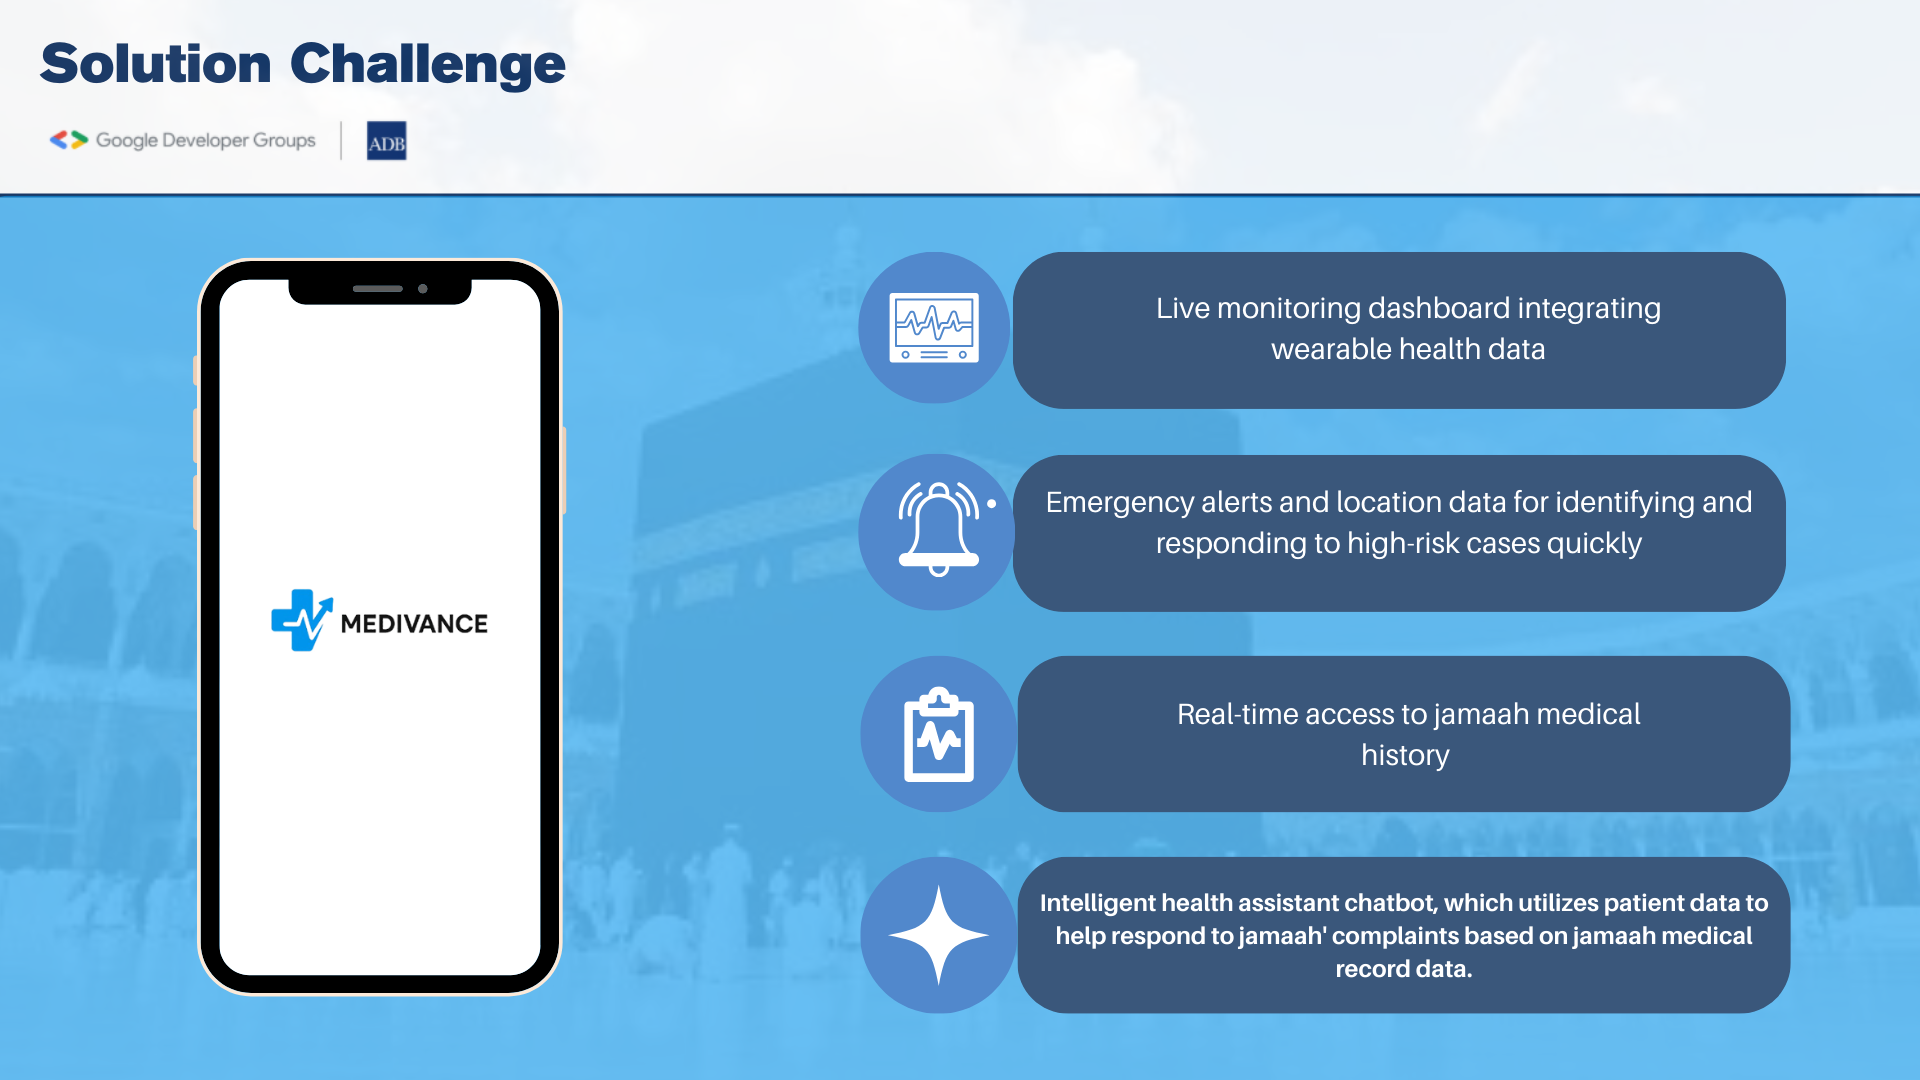 Solution Challenge
Google Developer Groups
ADB
MEDIVANCE
Live monitoring dashboard integrating
wearable health data
Emergency alerts and location data for identifying and
responding to high-risk cases quickly
Real-time access to jamaah medical
history
Intelligent health assistant chatbot, which utilizes patient data to
help respond to jamaah' complaints based on jamaah medical
record data.